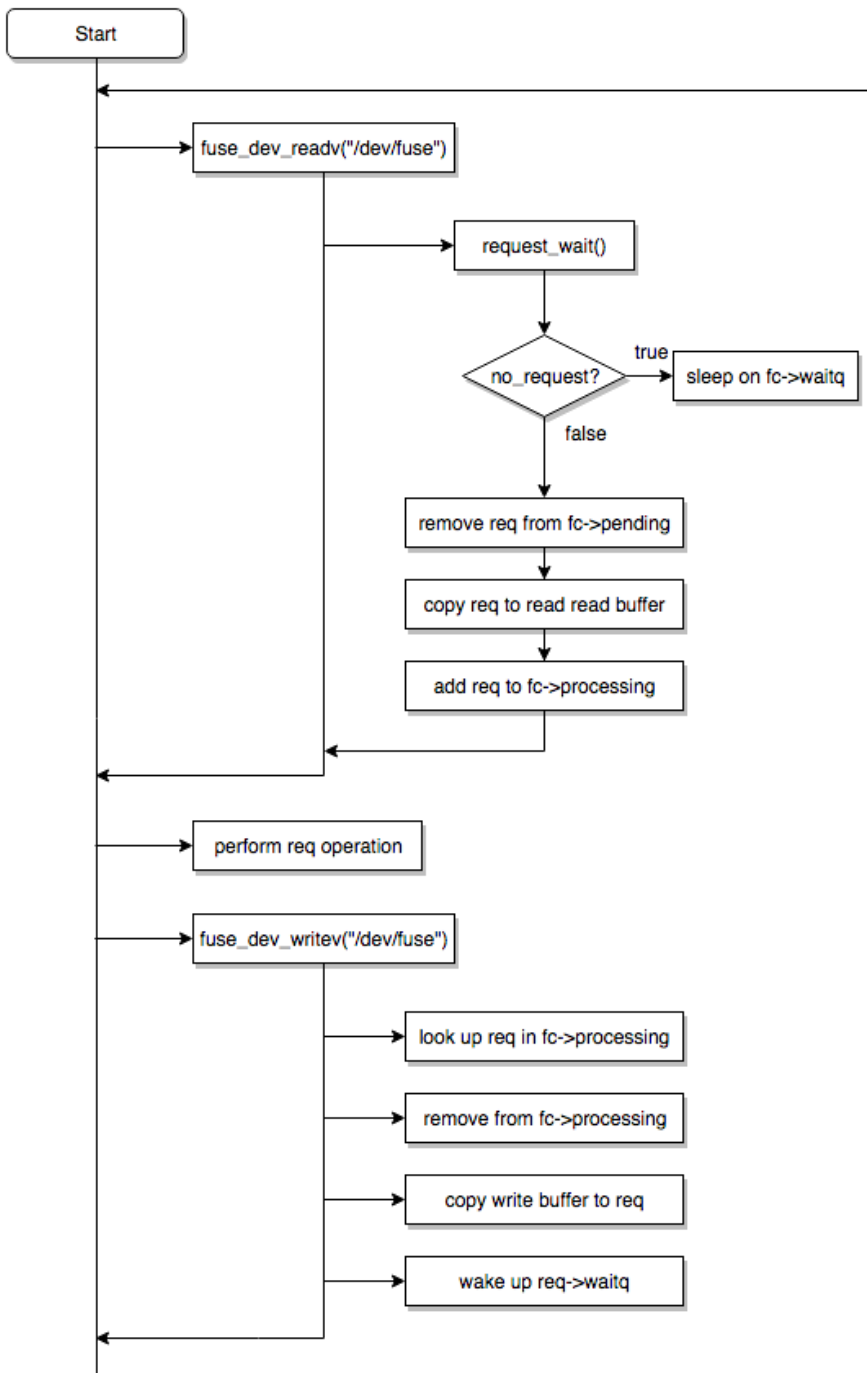 Start
fuse_dev_readv("/dev/fuse")
request_wait()
no_request?
true
sleep on fc->waitq
false
remove req from fc->pending
copy req to read read buffer
add req to fc->processing
perform req operation
fuse_dev_writev("/dev/fuse")
look up req in fc->processing
remove from fc->processing
copy write buffer to req
wake up req->waitq